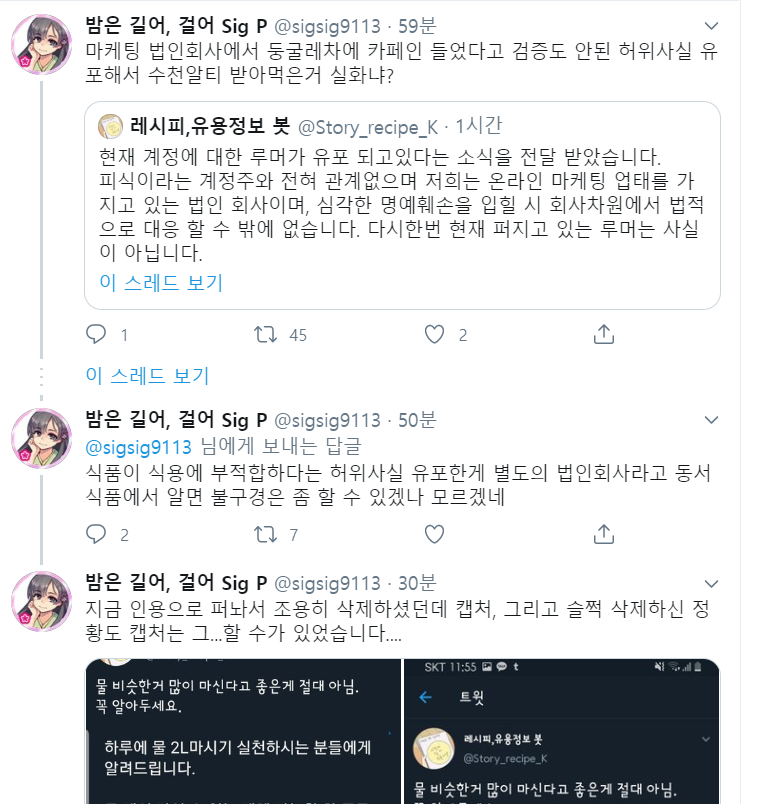 밤은 길어, 걸어 Sig P @sigsig9113 · 59분
마케팅 법인회사에서 둥굴레차에 카페인 들었다고 검증도 안된 허위사실 유
포해서 수천알티 받아먹은거 실화냐?
레시피,유용정보 봇 @Story_recipe_K · 1시간
현재 계정에 대한 루머가 유포 되고있다는 소식을 전달 받았습니다.
피식이라는 계정주와 전혀 관계없으며 저희는 온라인 마케팅 업태를 가
지고 있는 법인 회사이며, 심각한 명예훼손을 입힐 시 회사차원에서 법적
으로 대응 할 수 밖에 없습니다. 다시한번 현재 퍼지고 있는 루머는 사실
이 아닙니다.
이 스레드 보기
1 45 2
이 스레드 보기
밤은 길어, 걸어 Sig P @sigsig9113 · 50분
@sigsig9113 님에게 보내는 답글
식품이 식용에 부적합하다는 허위사실 유포한게 별도의 법인회사라고 동서
식품에서 알면 불구경은 좀 할 수 있겠나 모르겠네
2 7
밤은 길어, 걸어 Sig P @sigsig9113 · 30분
지금 인용으로 퍼놔서 조용히 삭제하셨던데 캡처, 그리고 슬쩍 삭제하신 정
황도 캡처는 그...할 수가 있었습니다....
물 비슷한거 많이 마신다고 좋은게 절대 아님.
꼭 알아두세요.
하루에 물 2L마시기 실천하시는 분들에게
알려드립니다.
SKT 11:55
트윗
레시피,유용정보 봇
@Story_recipe_K
물 비슷한거 많이 마신다고 좋은게 절대 아님.